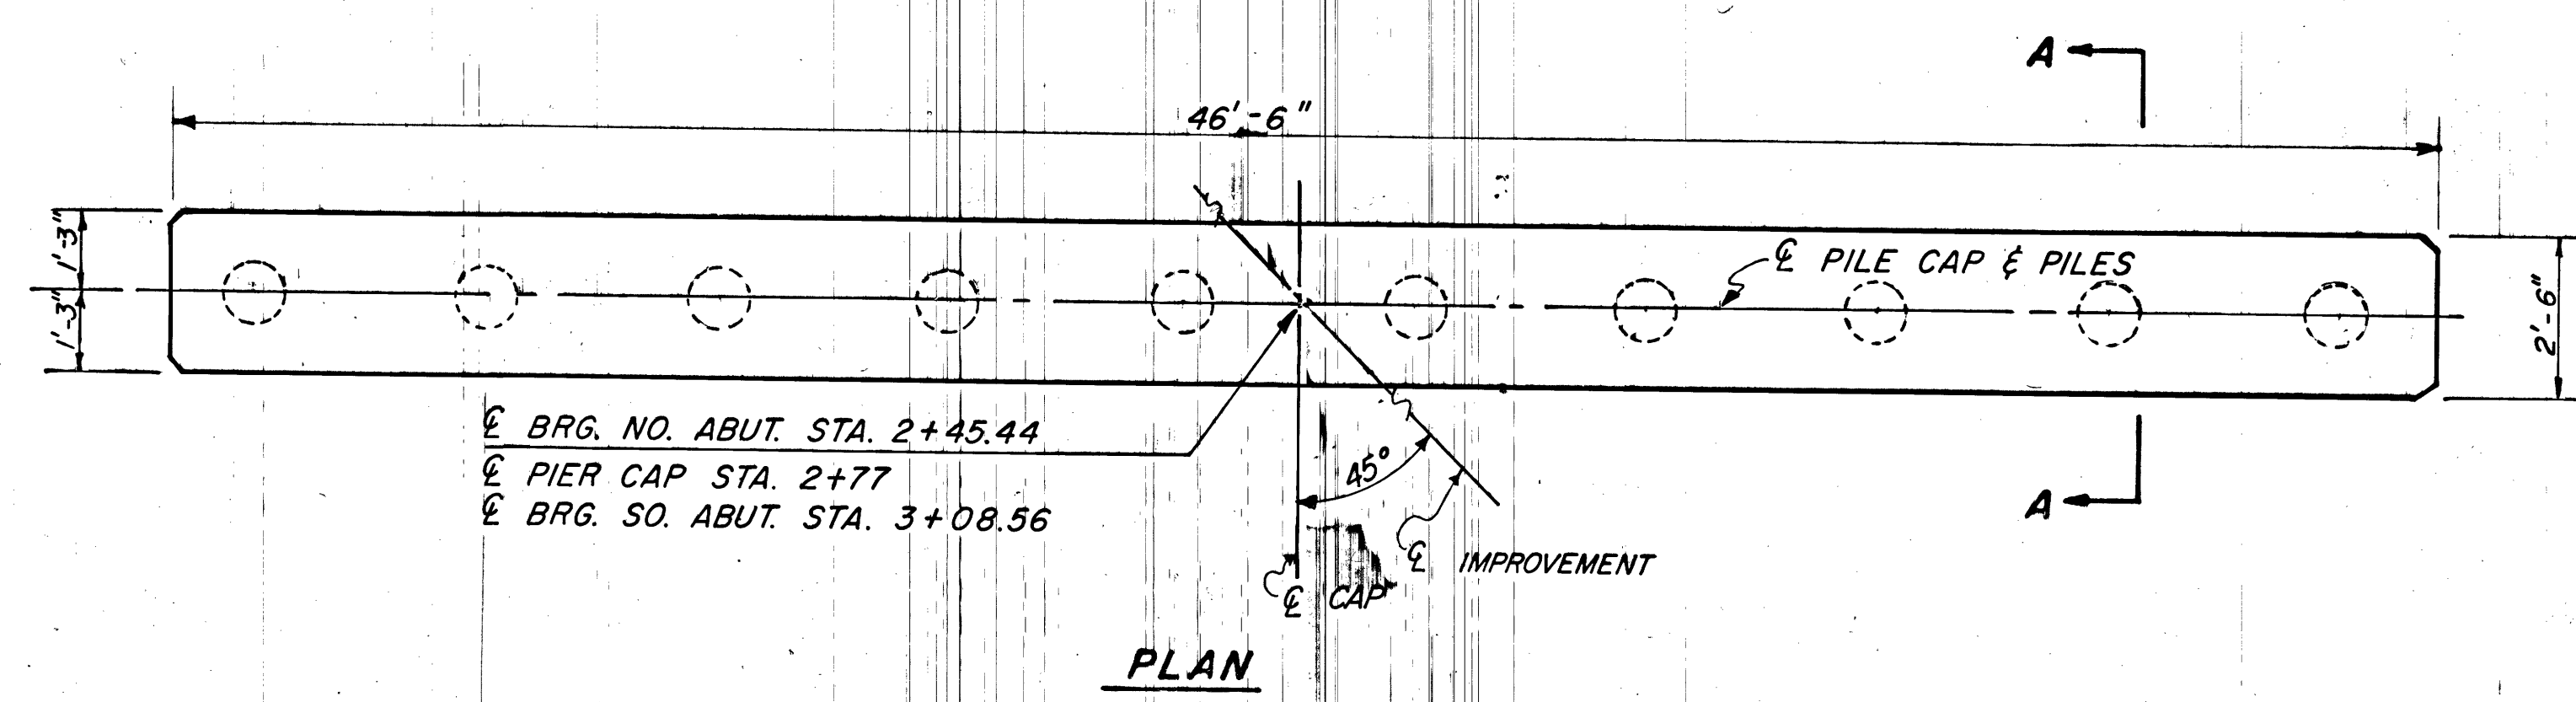 A
46'-6"
1'-3"
1'-3"
℄ PILE CAP & PILES
2'-6"
℄ BRG. NO. ABUT. STA. 2+45.44
℄ PIER CAP STA. 2+77
℄ BRG. SO. ABUT. STA. 3+08.56
45°
A
℄ IMPROVEMENT
℄ CAP
PLAN